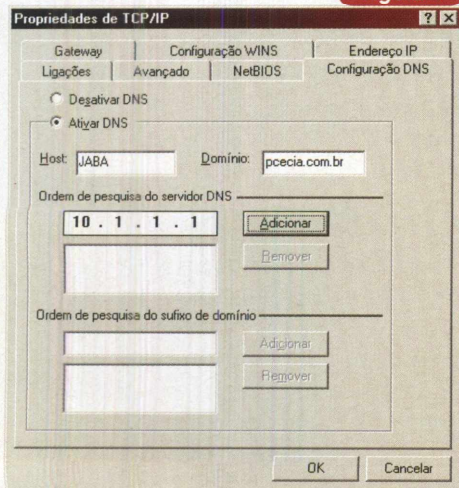 Propriedades de TCP/IP
Gateway
Configuração WINS
Endereço IP
Ligações
Avançado
NetBIOS
Configuração DNS
Desativar DNS
Ativar DNS
Host:
JABA
Domínio:
pcecia.com.br
Ordem de pesquisa do servidor DNS
10 . 1 . 1 . 1
Adicionar
Remover
Ordem de pesquisa do sufixo de domínio
Adicionar
Remover
OK
Cancelar